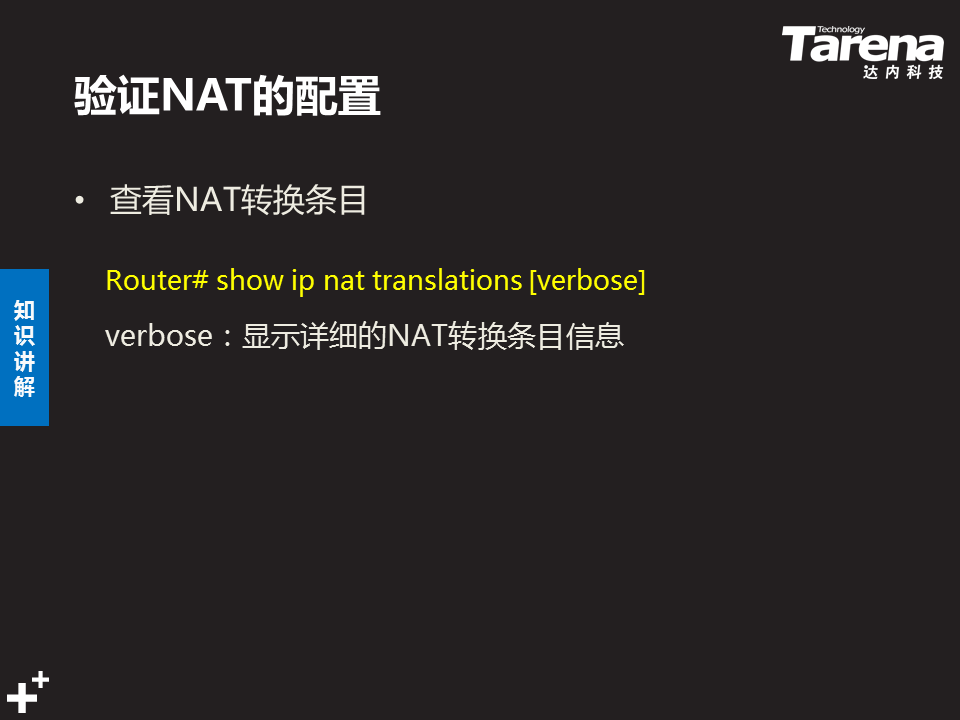 Technology
Tarena
达内科技
验证NAT的配置
• 查看NAT转换条目
Router# show ip nat translations [verbose]
verbose：显示详细的NAT转换条目信息
知识讲解